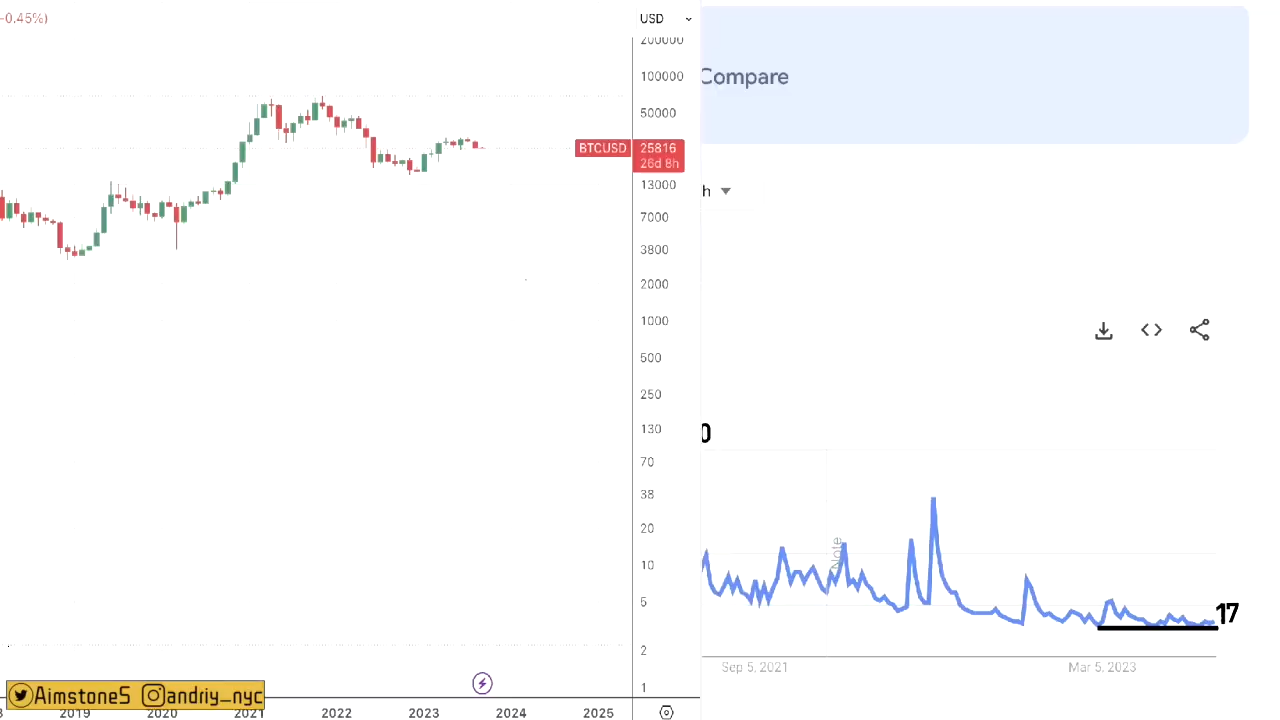 -0.45%)
USD
200000
100000
50000
BTCUSD 25816
26d 8h
13000
7000
3800
2000
1000
500
250
130
70
38
20
10
5
2
1
2019 2020 2021 2022 2023 2024 2025
AimstoneS andriy_nyc
Compare
h
0
Note
17
Sep 5, 2021 Mar 5, 2023